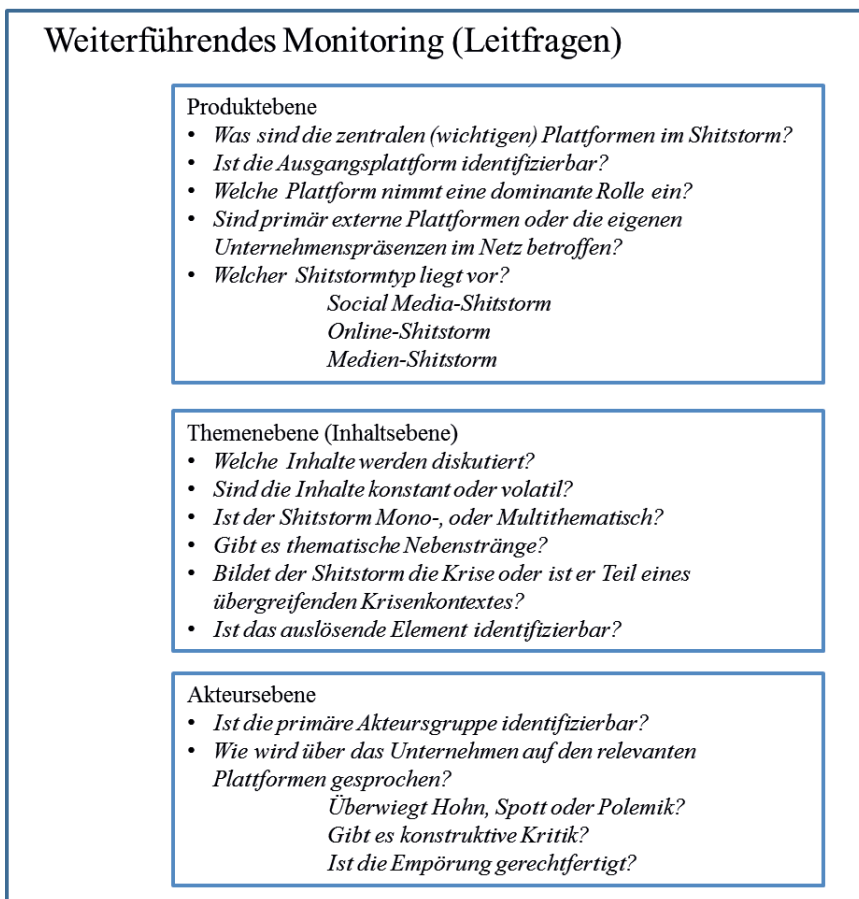 Weiterführendes Monitoring (Leitfragen)
Produktebene
• Was sind die zentralen (wichtigen) Plattformen im Shitstorm?
• Ist die Ausgangsplattform identifizierbar?
• Welche Plattform nimmt eine dominante Rolle ein?
• Sind primär externe Plattformen oder die eigenen
Unternehmenspräsenzen im Netz betroffen?
• Welcher Shitstormtyp liegt vor?
Social Media-Shitstorm
Online-Shitstorm
Medien-Shitstorm
Themenebene (Inhaltsebene)
• Welche Inhalte werden diskutiert?
• Sind die Inhalte konstant oder volatil?
• Ist der Shitstorm Mono-, oder Multithematisch?
• Gibt es thematische Nebenstränge?
• Bildet der Shitstorm die Krise oder ist er Teil eines
übergreifenden Krisenkontextes?
• Ist das auslösende Element identifizierbar?
Akteursebene
• Ist die primäre Akteursgruppe identifizierbar?
• Wie wird über das Unternehmen auf den relevanten
Plattformen gesprochen?
Überwiegt Hohn, Spott oder Polemik?
Gibt es konstruktive Kritik?
Ist die Empörung gerechtfertigt?